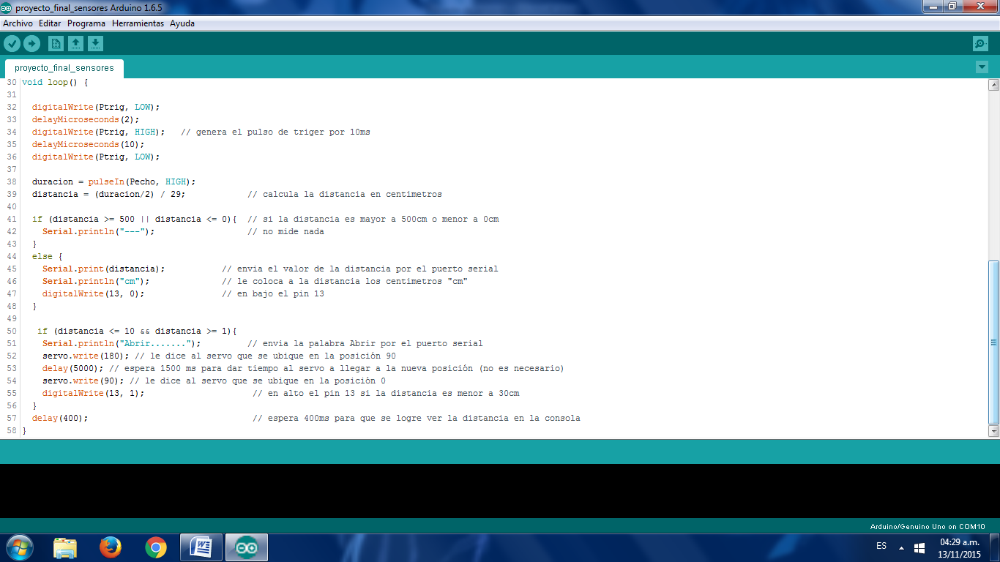 proyecto_final_sensores Arduino 1.6.5
Archivo Editar Programa Herramientas Ayuda
proyecto_final_sensores
30 void loop() {
31
32 digitalWrite(Ptrig, LOW);
33 delayMicroseconds(2);
34 digitalWrite(Ptrig, HIGH); // genera el pulso de triger por 10ms
35 delayMicroseconds(10);
36 digitalWrite(Ptrig, LOW);
37
38 duracion = pulseIn(Pecho, HIGH);
39 distancia = (duracion/2) / 29; // calcula la distancia en centimetros
40
41 if (distancia >= 500 || distancia <= 0){ // si la distancia es mayor a 500cm o menor a 0cm
42 Serial.println("---"); // no mide nada
43 }
44 else {
45 Serial.print(distancia); // envia el valor de la distancia por el puerto serial
46 Serial.println("cm"); // le coloca a la distancia los centimetros "cm"
47 digitalWrite(13, 0); // en bajo el pin 13
48 }
49
50 if (distancia <= 10 && distancia >= 1){
51 Serial.println("Abrir......."); // envia la palabra Abrir por el puerto serial
52 servo.write(180); // le dice al servo que se ubique en la posición 90
53 delay(5000); // espera 1500 ms para dar tiempo al servo a llegar a la nueva posición (no es necesario)
54 servo.write(90); // le dice al servo que se ubique en la posición 0
55 digitalWrite(13, 1); // en alto el pin 13 si la distancia es menor a 30cm
56 }
57 delay(400); // espera 400ms para que se logre ver la distancia en la consola
58 }
Arduino/Genuino Uno on COM10
ES
04:29 a.m.
13/11/2015